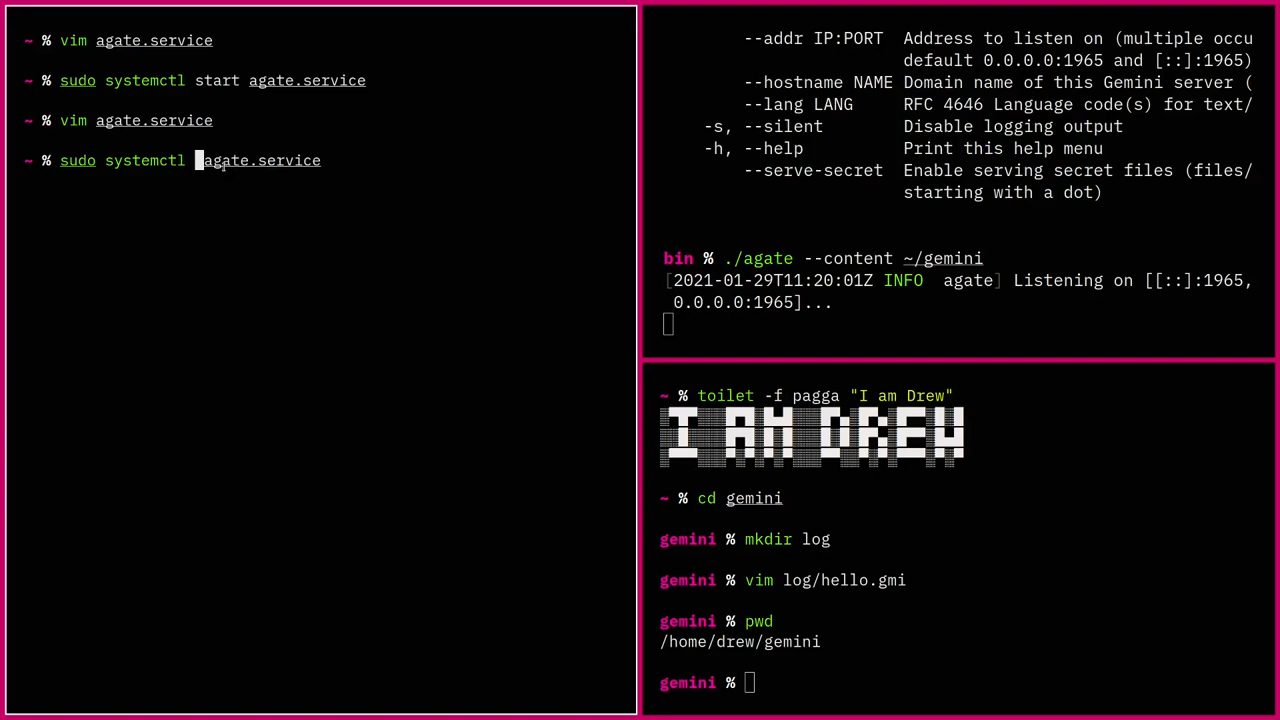 ~ % vim agate.service
~ % sudo systemctl start agate.service
~ % vim agate.service
~ % sudo systemctl agate.service
--addr IP:PORT  Address to listen on (multiple occu
default 0.0.0.0:1965 and [::]:1965)
--hostname NAME Domain name of this Gemini server (
--lang LANG     RFC 4646 Language code(s) for text/
-s, --silent        Disable logging output
-h, --help          Print this help menu
--serve-secret  Enable serving secret files (files/
starting with a dot)
bin % ./agate --content ~/gemini
[2021-01-29T11:20:01Z INFO  agate] Listening on [[::]:1965,
0.0.0.0:1965]...
~ % toilet -f pagga "I am Drew"
I AM DREW
~ % cd gemini
gemini % mkdir log
gemini % vim log/hello.gmi
gemini % pwd
/home/drew/gemini
gemini %